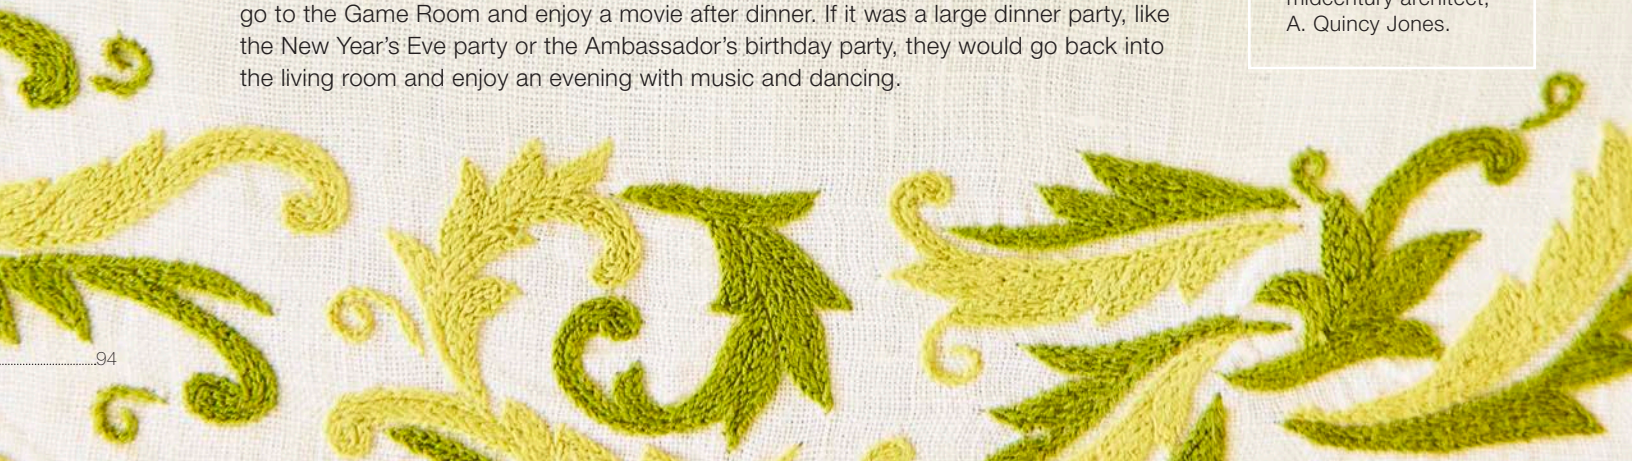 go to the Game Room and enjoy a movie after dinner. If it was a large dinner party, like
the New Year’s Eve party or the Ambassador’s birthday party, they would go back into
the living room and enjoy an evening with music and dancing.
midcentury architect,
A. Quincy Jones.
94